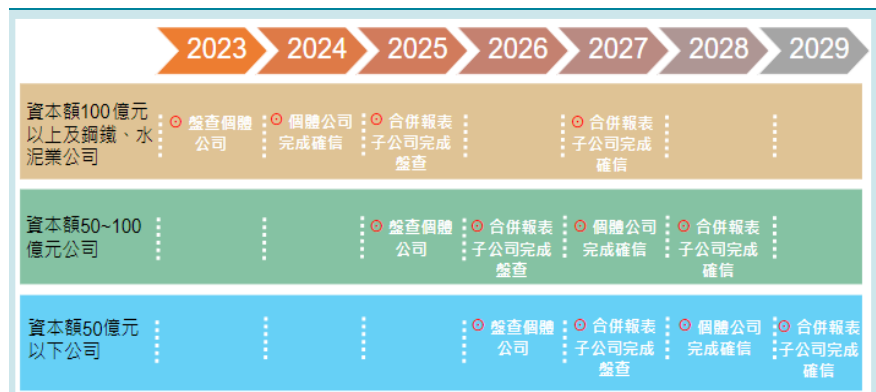 2023 2024 2025 2026 2027 2028 2029
資本額100億元
以上及鋼鐵、水
泥業公司
盤查個體
公司
個體公司
完成確信
合併報表
子公司完成
盤查
合併報表
子公司完成
確信
資本額50~100
億元公司
盤查個體
公司
合併報表
子公司完成
盤查
個體公司
完成確信
合併報表
子公司完成
確信
資本額50億元
以下公司
盤查個體
公司
合併報表
子公司完成
盤查
個體公司
完成確信
合併報表
子公司完成
確信